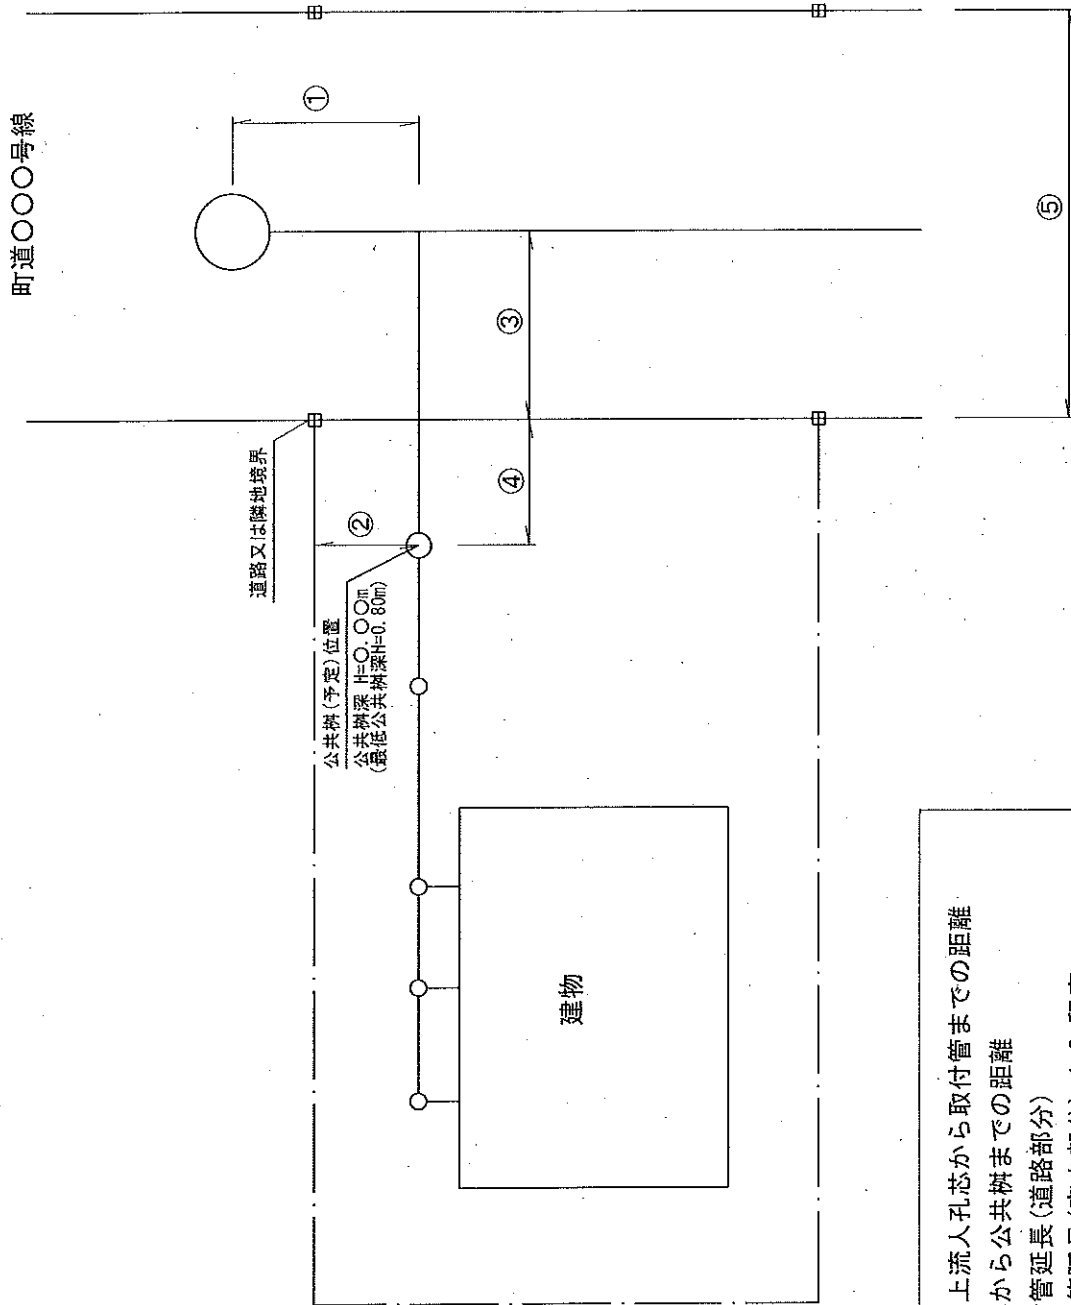 町道〇〇〇号線
①
道路又は隣地境界
②
公共桝(予定)位置
公共桝深 H=〇.〇〇m
(最低公共桝深H=0.80m)
③
④
⑤
建物
上流人孔芯から取付管までの距離
から公共桝までの距離
管延長(道路部分)